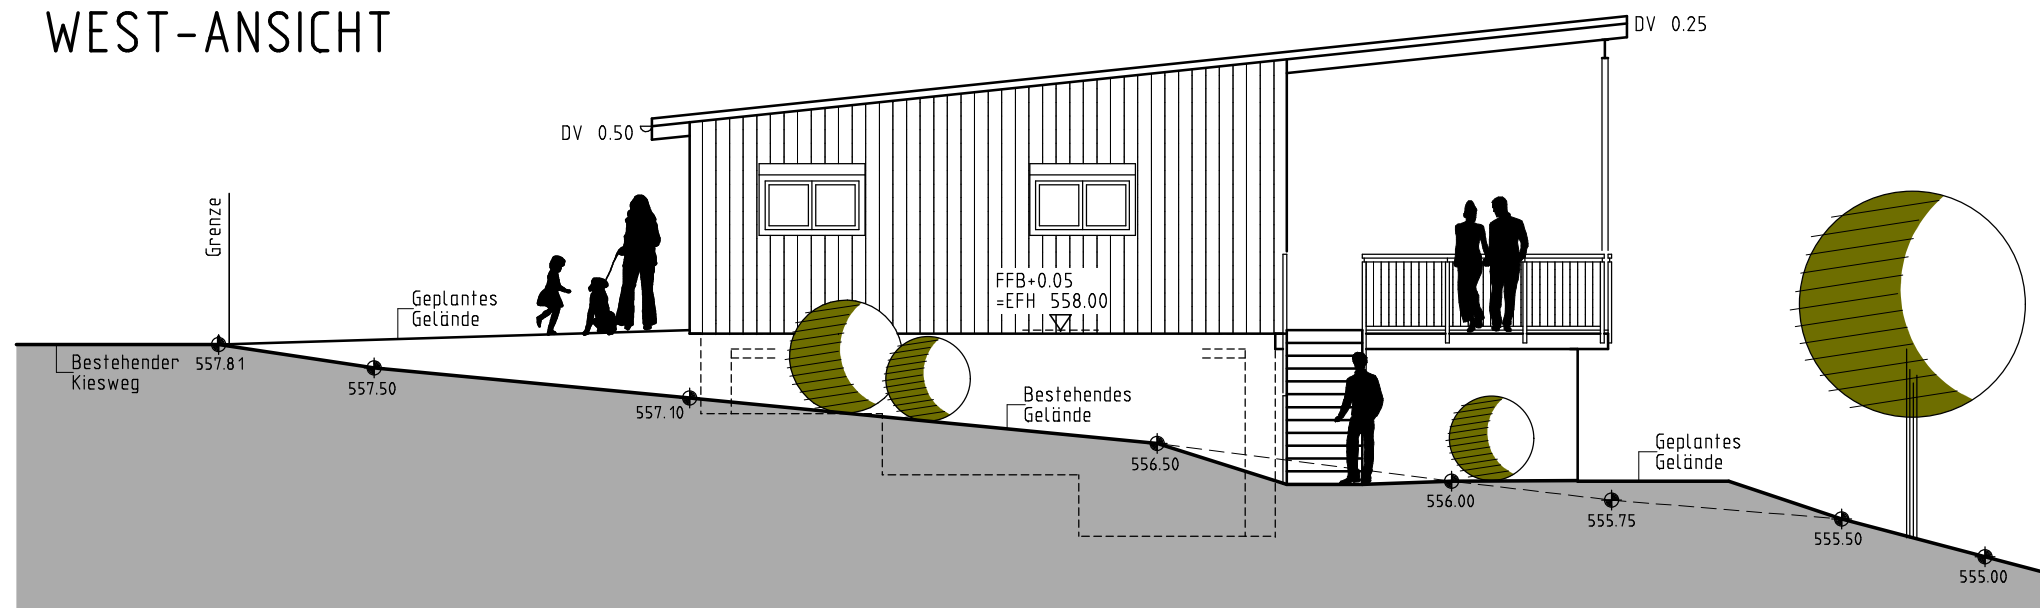 WEST-ANSICHT
DV 0.25
DV 0.50
Grenze
FFB+0.05
=EFH 558.00
Geplantes
Gelände
Bestehender
Kiesweg
557.81
557.50
557.10
Bestehendes
Gelände
556.50
Geplantes
Gelände
556.00
555.75
555.50
555.00